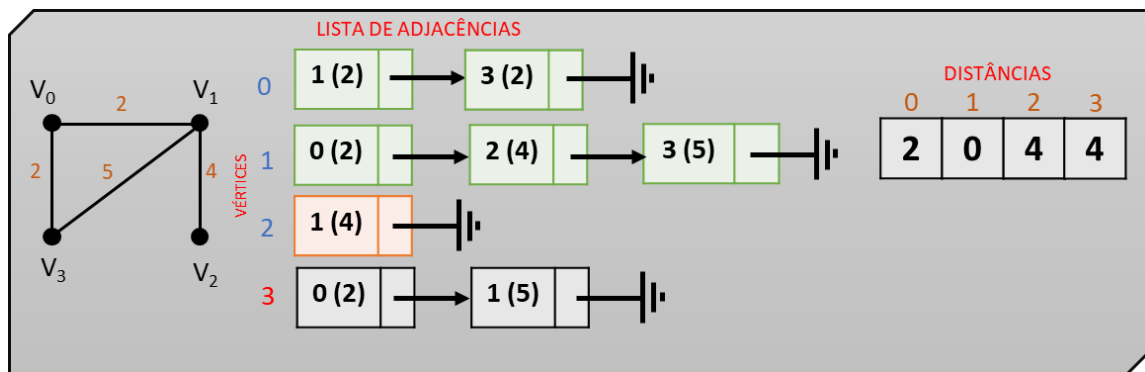 LISTA DE ADJACÊNCIAS
V0 2 V1
2 5 4
V3 V2
VÉRTICES
0 1 (2) 3 (2)
1 0 (2) 2 (4) 3 (5)
2 1 (4)
3 0 (2) 1 (5)
DISTÂNCIAS
0 1 2 3
2 0 4 4